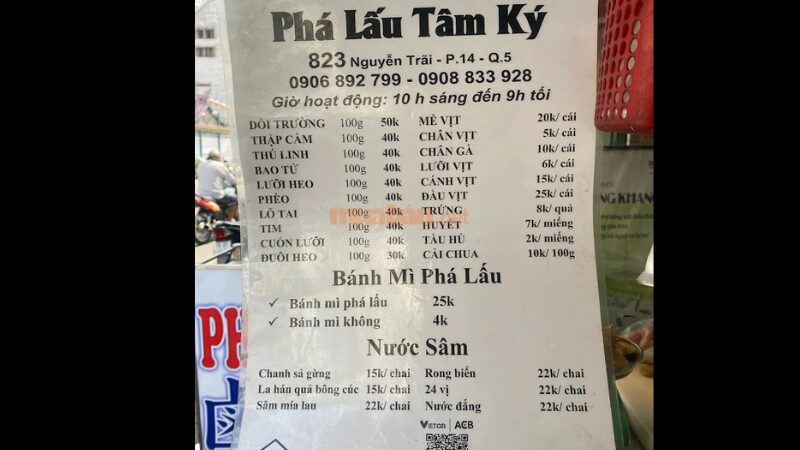 Phá Lấu Tâm Ký
823 Nguyễn Trãi - P.14 - Q.5
0906 892 799 - 0908 833 928
Giờ hoạt động: 10 h sáng đến 9h tối
DỒI TRƯỜNG 100g 50k MỀ VỊT 20k/ cái
THẬP CẨM 100g 40k CHÂN VỊT 5k/ cái
THỦ LINH 100g 40k CHÂN GÀ 10k/ cái
BAO TỬ 100g 40k LƯỠI VỊT 6k/ cái
LƯỠI HEO 100g 40k CÁNH VỊT 15k/ cái
PHÈO 100g 40k ĐẦU VỊT 25k/ cái
LỖ TAI 100g 40k TRỨNG 8k/ quả
TIM 100g 40k HUYẾT 7k/ miếng
CUỐN LƯỠI 100g 40k TÀU HŨ 2k/ miếng
ĐUÔI HEO 100g 30k CẢI CHUA 10k/ 100g
Bánh Mì Phá Lấu
✓ Bánh mì phá lấu 25k
✓ Bánh mì không 4k
Nước Sâm
Chanh sả gừng 15k/ chai Rong biển 22k/ chai
La hán quả bông cúc 15k/ chai 24 vị 22k/ chai
Sâm mía lau 22k/ chai Nước đắng 22k/ chai
VIETQR ACB
PH
NG KHANG